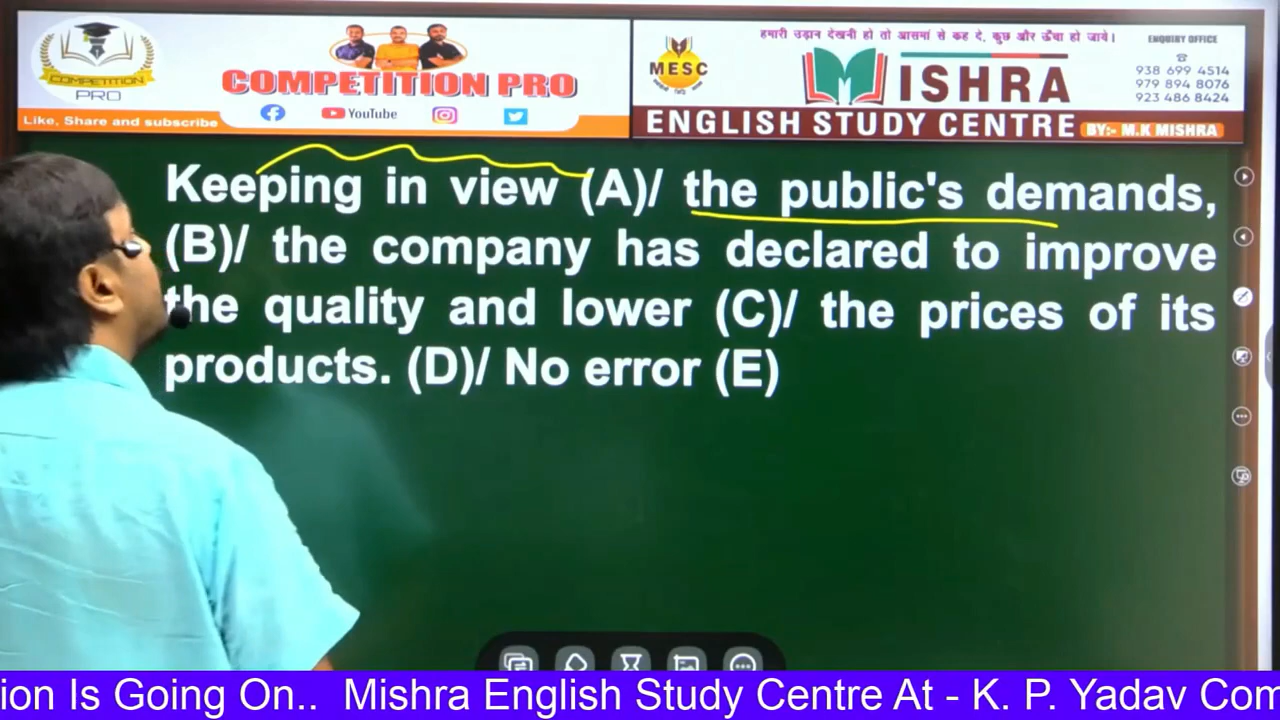 COMPETITION
PRO
Like, Share and subscribe
COMPETITION PRO
YouTube
MESC
हमारी उड़ान देखनी हो तो आसमां से कह दे, कुछ और ऊँचा हो जाये।
ENQUIRY OFFICE
938 699 4514
979 894 8076
923 486 8424
MISHRA
ENGLISH STUDY CENTRE BY:- M.K MISHRA
Keeping in view (A)/ the public's demands,
(B)/ the company has declared to improve
the quality and lower (C)/ the prices of its
products. (D)/ No error (E)
ion Is Going On.. Mishra English Study Centre At - K. P. Yadav Com